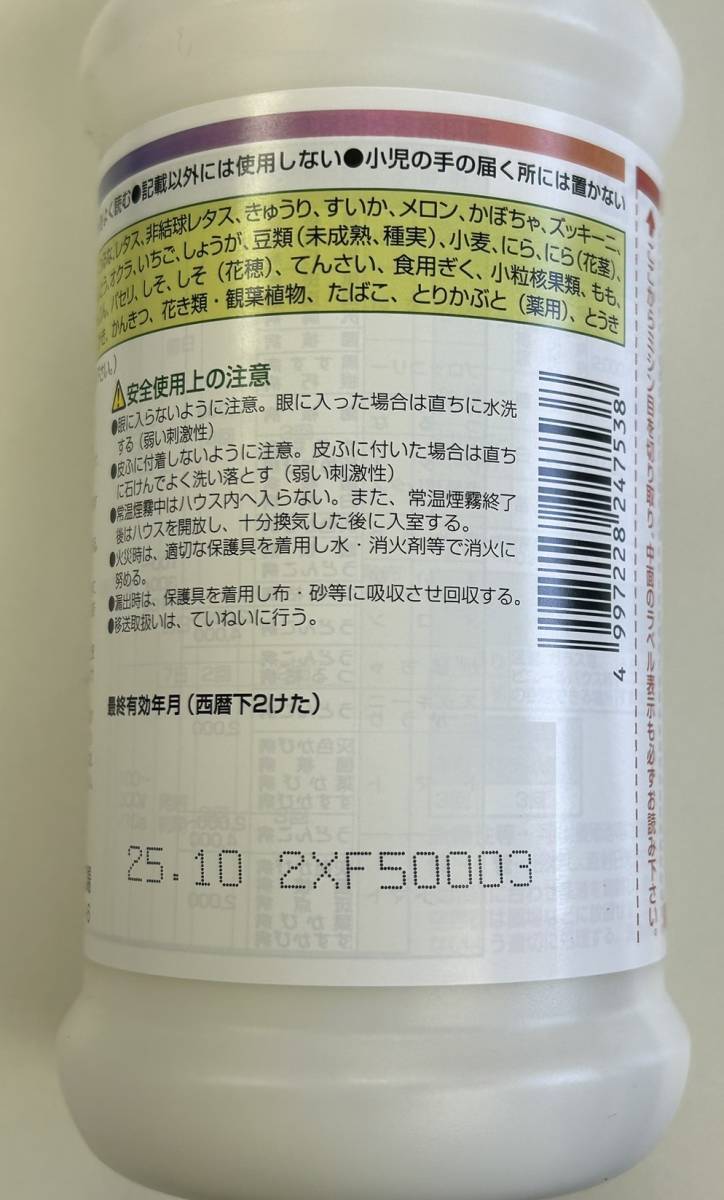 よく読む●記載以外には使用しない●小児の手の届く所には置かない
レタス、非結球レタス、きゅうり、すいか、メロン、かぼちゃ、ズッキーニ、
オクラ、いちご、しょうが、豆類（未成熟、種実）、小麦、にら、にら（花茎）、
パセリ、しそ、しそ（花穂）、てんさい、食用ぎく、小粒核果類、もも、
かんきつ、花き類・観葉植物、たばこ、とりかぶと（薬用）、とうき
ださい。）
安全使用上の注意
●眼に入らないように注意。眼に入った場合は直ちに水洗
する（弱い刺激性）
●皮ふに付着しないように注意。皮ふに付いた場合は直ち
に石けんでよく洗い落とす（弱い刺激性）
●常温煙霧中はハウス内へ入らない。また、常温煙霧終了
後はハウスを開放し、十分換気した後に入室する。
●火災時は、適切な保護具を着用し水・消火剤等で消火に
努める。
●漏出時は、保護具を着用し布・砂等に吸収させ回収する。
●移送取扱いは、ていねいに行う。
4997228247538
最終有効年月（西暦下2けた）
25.10 2XF50003
ここからミシン目を切り取り、中面のラベル表示も必ずお読み下さい。